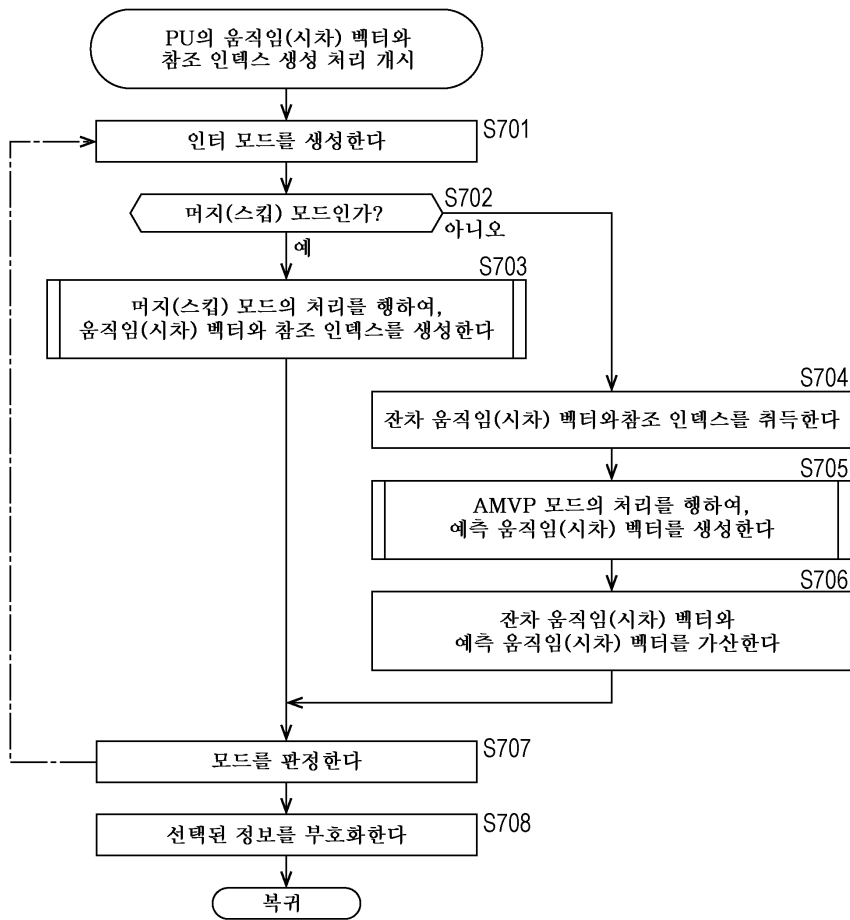 PU의 움직임(시차) 벡터와
참조 인덱스 생성 처리 개시
인터 모드를 생성한다
S701
머지(스킵) 모드인가?
S702
아니오
예
S703
머지(스킵) 모드의 처리를 행하여,
움직임(시차) 벡터와 참조 인덱스를 생성한다
S704
잔차 움직임(시차) 벡터와참조 인덱스를 취득한다
S705
AMVP 모드의 처리를 행하여,
예측 움직임(시차) 벡터를 생성한다
S706
잔차 움직임(시차) 벡터와
예측 움직임(시차) 벡터를 가산한다
모드를 판정한다
S707
선택된 정보를 부호화한다
S708
복귀